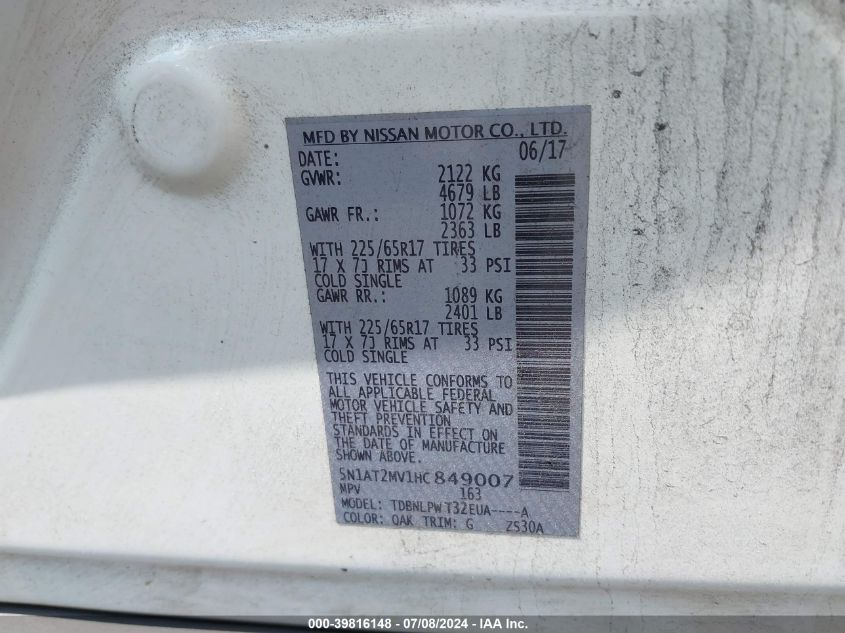 MFD BY NISSAN MOTOR CO., LTD.
DATE: 06/17
GVWR: 2122 KG
4679 LB
GAWR FR.: 1072 KG
2363 LB
WITH 225/65R17 TIRES
17 X 7J RIMS AT 33 PSI
COLD SINGLE
GAWR RR.: 1089 KG
2401 LB
WITH 225/65R17 TIRES
17 X 7J RIMS AT 33 PSI
COLD SINGLE
THIS VEHICLE CONFORMS TO
ALL APPLICABLE FEDERAL
MOTOR VEHICLE SAFETY AND
THEFT PREVENTION
STANDARDS IN EFFECT ON
THE DATE OF MANUFACTURE
SHOWN ABOVE.
5N1AT2MV1HC849007
MPV 163
MODEL: TDBNLPWT32EUA----A
COLOR: QAK TRIM: G ZS30A
000-39816148 - 07/08/2024 - IAA Inc.